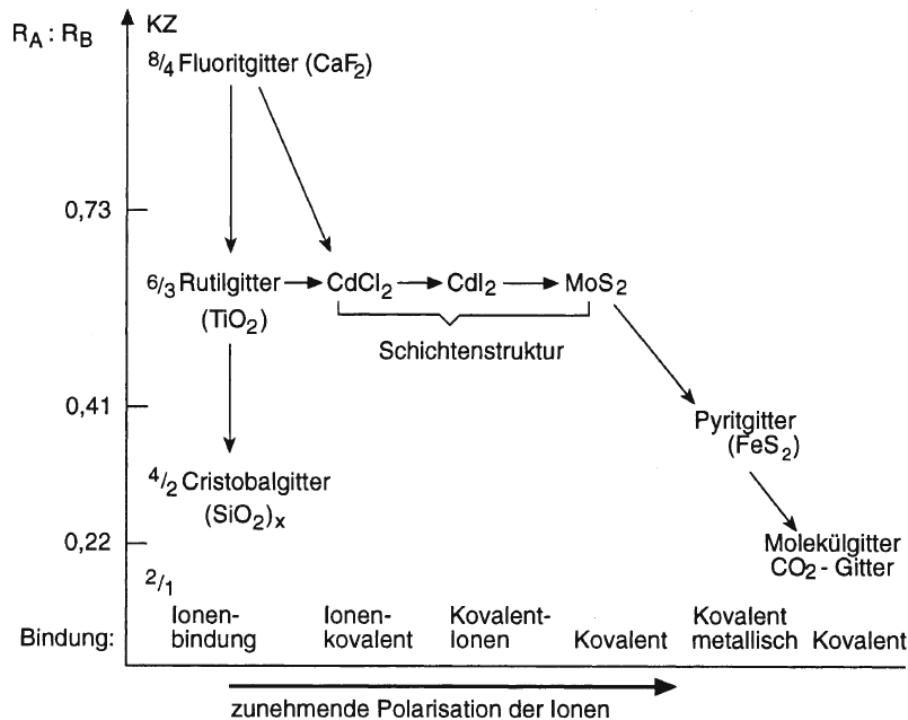 R_A : R_B
KZ
8/4 Fluoritgitter (CaF₂)
0,73
6/3 Rutilgitter → CdCl₂ → CdI₂ → MoS₂
(TiO₂)
Schichtenstruktur
0,41
Pyritgitter
(FeS₂)
4/2 Cristobalgitter
(SiO₂)ₓ
0,22
Molekülgitter
CO₂ - Gitter
2/1
Bindung:
Ionen-
bindung
Ionen-
kovalent
Kovalent-
Ionen
Kovalent
Kovalent
metallisch
Kovalent
zunehmende Polarisation der Ionen